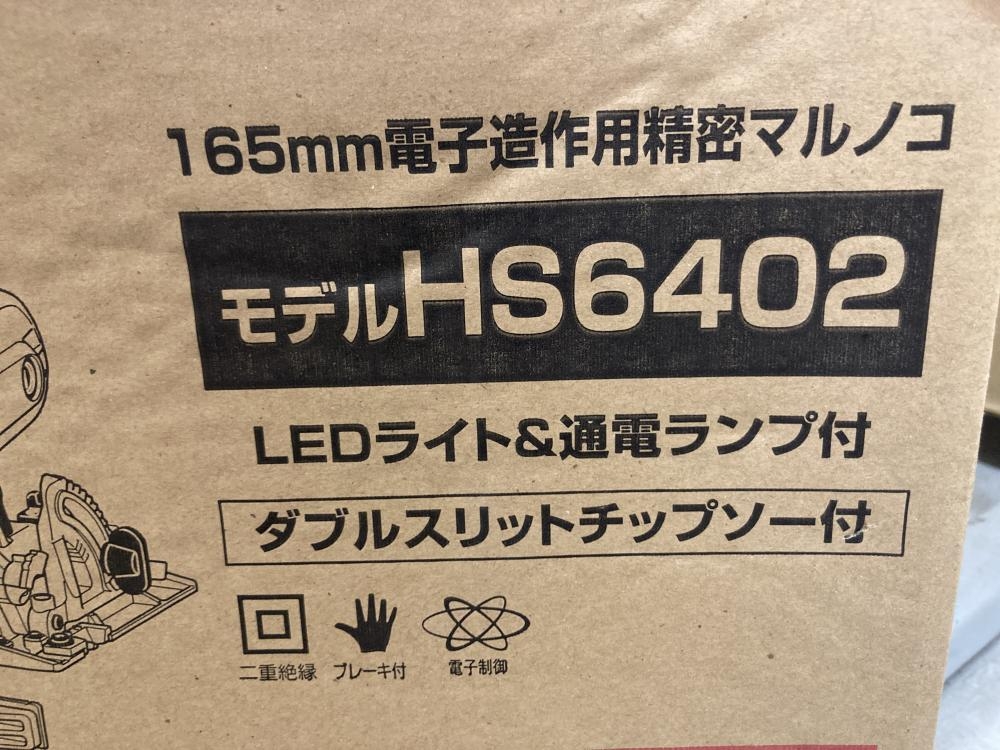 165mm電子造作用精密マルノコ
モデルHS6402
LEDライト&通電ランプ付
ダブルスリットチップソー付
二重絶縁 ブレーキ付 電子制御